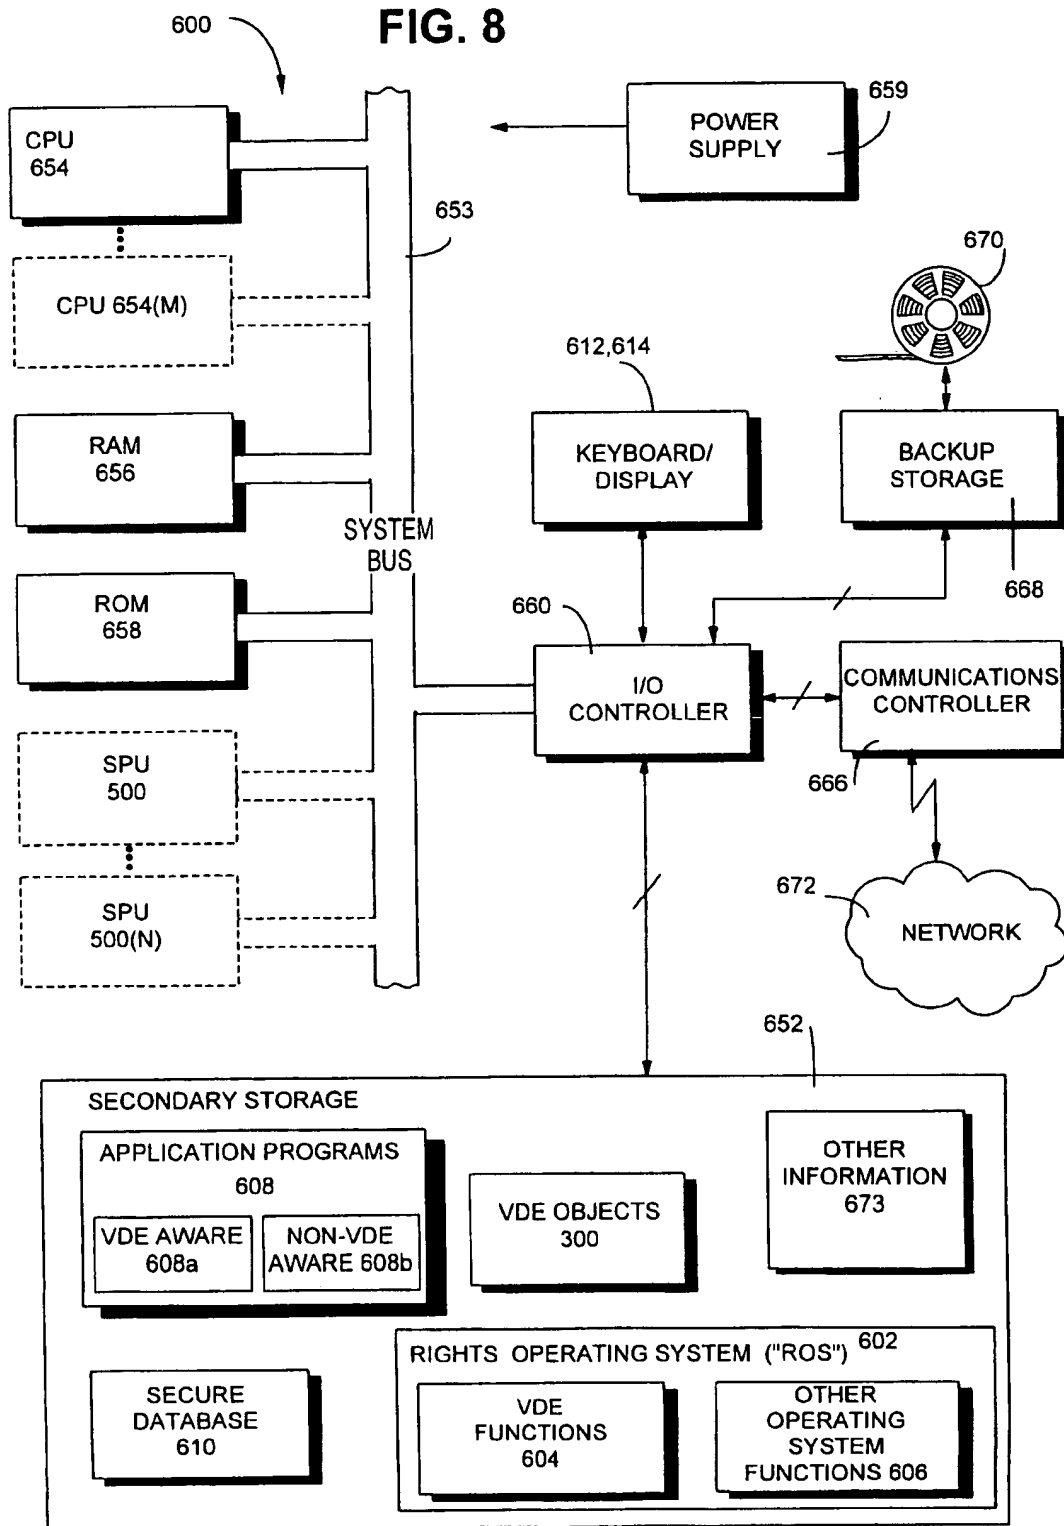 FIG. 8
600
CPU
654
CPU 654(M)
RAM
656
ROM
658
SPU
500
SPU
500(N)
653
SYSTEM
BUS
POWER
SUPPLY
659
670
612,614
KEYBOARD/
DISPLAY
BACKUP
STORAGE
668
660
I/O
CONTROLLER
COMMUNICATIONS
CONTROLLER
666
672
NETWORK
652
SECONDARY STORAGE
APPLICATION PROGRAMS
608
VDE AWARE
608a
NON-VDE
AWARE 608b
VDE OBJECTS
300
OTHER
INFORMATION
673
SECURE
DATABASE
610
RIGHTS OPERATING SYSTEM ("ROS") 602
VDE
FUNCTIONS
604
OTHER
OPERATING
SYSTEM
FUNCTIONS 606